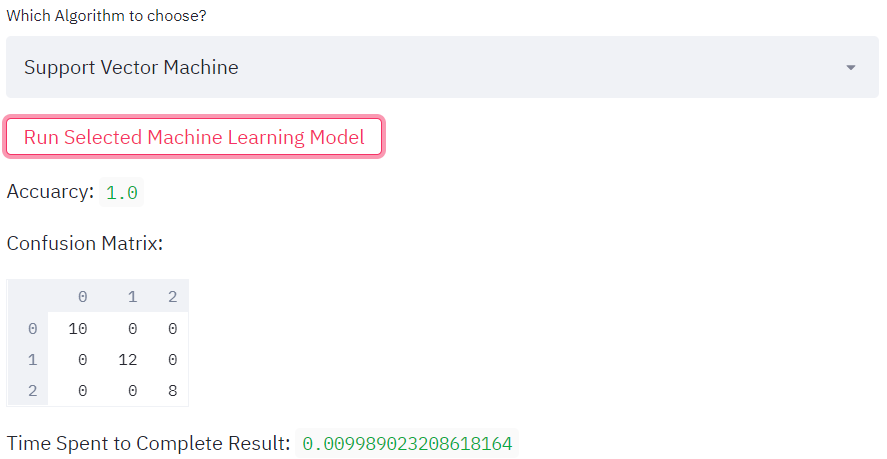 Which Algorithm to choose?
Support Vector Machine
Run Selected Machine Learning Model
Accuarcy: 1.0
Confusion Matrix:
0 1 2
0 10 0 0
1 0 12 0
2 0 0 8
Time Spent to Complete Result: 0.009989023208618164